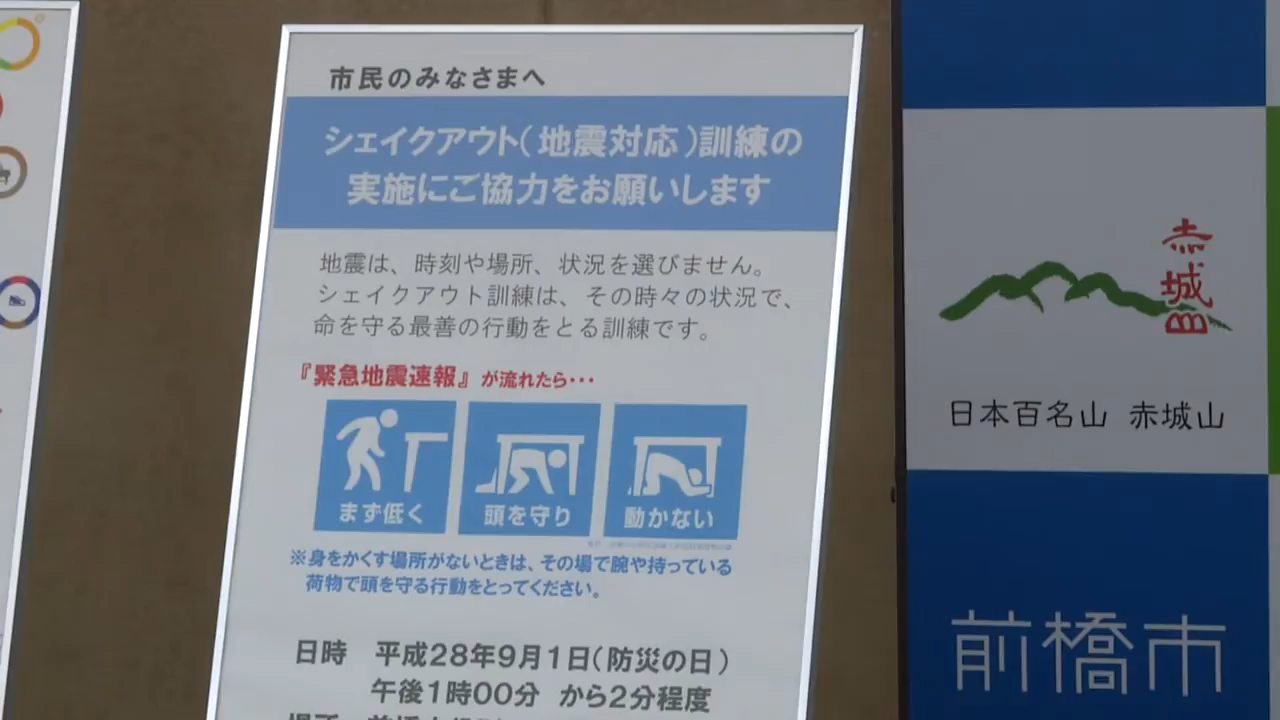 市民のみなさまへ
シェイクアウト（地震対応）訓練の
実施にご協力をお願いします
地震は、時刻や場所、状況を選びません。
シェイクアウト訓練は、その時々の状況で、
命を守る最善の行動をとる訓練です。
『緊急地震速報』が流れたら・・・
まず低く
頭を守り
動かない
※身をかくす場所がないときは、その場で腕や持っている
荷物で頭を守る行動をとってください。
日時 平成28年9月1日（防災の日）
午後1時00分 から2分程度
赤城山
日本百名山 赤城山
前橋市